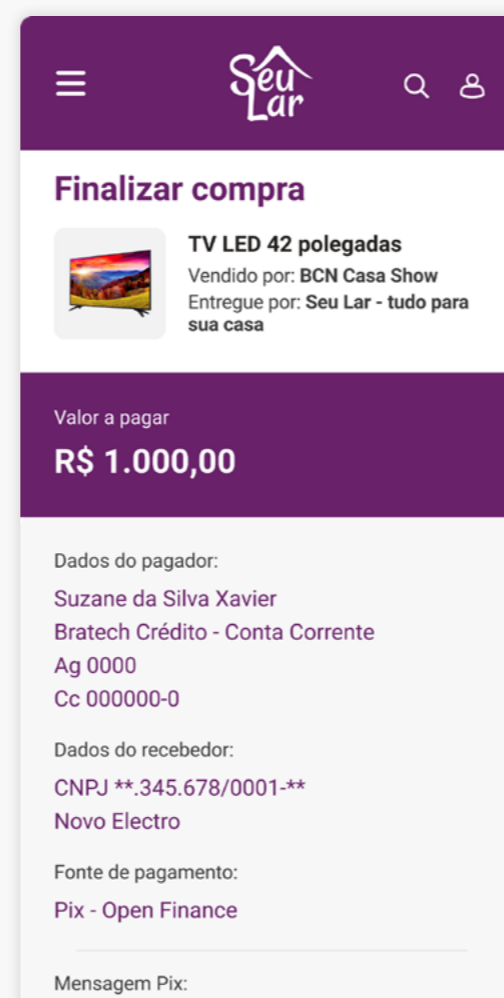 Seu
Lar
Finalizar compra
TV LED 42 polegadas
Vendido por: BCN Casa Show
Entregue por: Seu Lar - tudo para
sua casa
Valor a pagar
R$ 1.000,00
Dados do pagador:
Suzane da Silva Xavier
Bratech Crédito - Conta Corrente
Ag 0000
Cc 000000-0
Dados do recebedor:
CNPJ **.345.678/0001-**
Novo Electro
Fonte de pagamento:
Pix - Open Finance
Mensagem Pix: